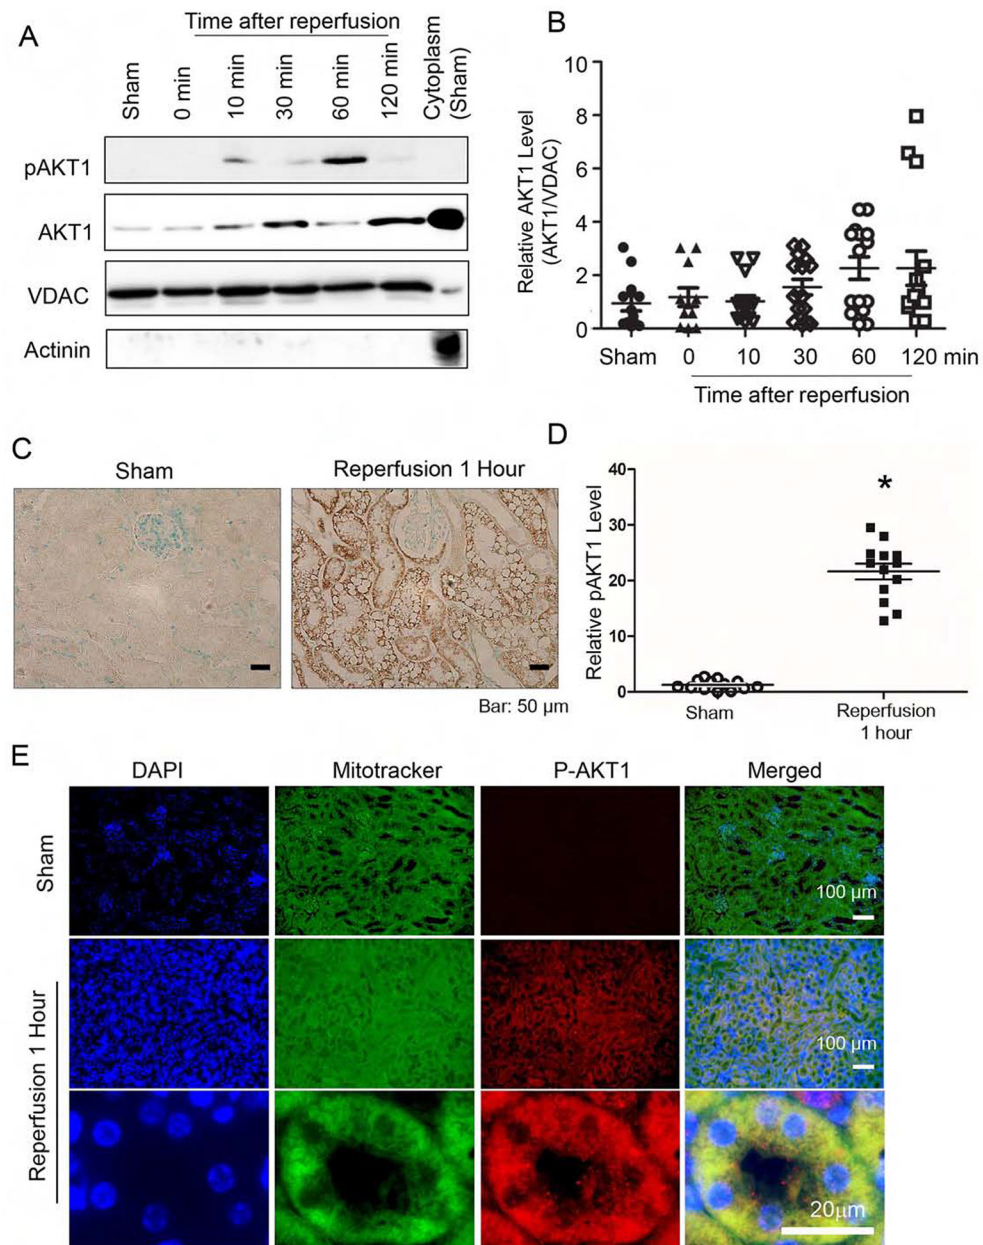 A
Time after reperfusion
Sham
0 min
10 min
30 min
60 min
120 min
Cytoplasm
(Sham)
pAKT1
AKT1
VDAC
Actinin
B
Relative AKT1 Level
(AKT1/VDAC)
10
8
6
4
2
0
Sham 0 10 30 60 120 min
Time after reperfusion
C
Sham
Reperfusion 1 Hour
Bar: 50 µm
D
Relative pAKT1 Level
40
30
20
10
0
*
Sham
Reperfusion
1 hour
E
DAPI Mitotracker P-AKT1 Merged
Sham
100 µm
Reperfusion 1 Hour
100 µm
20µm